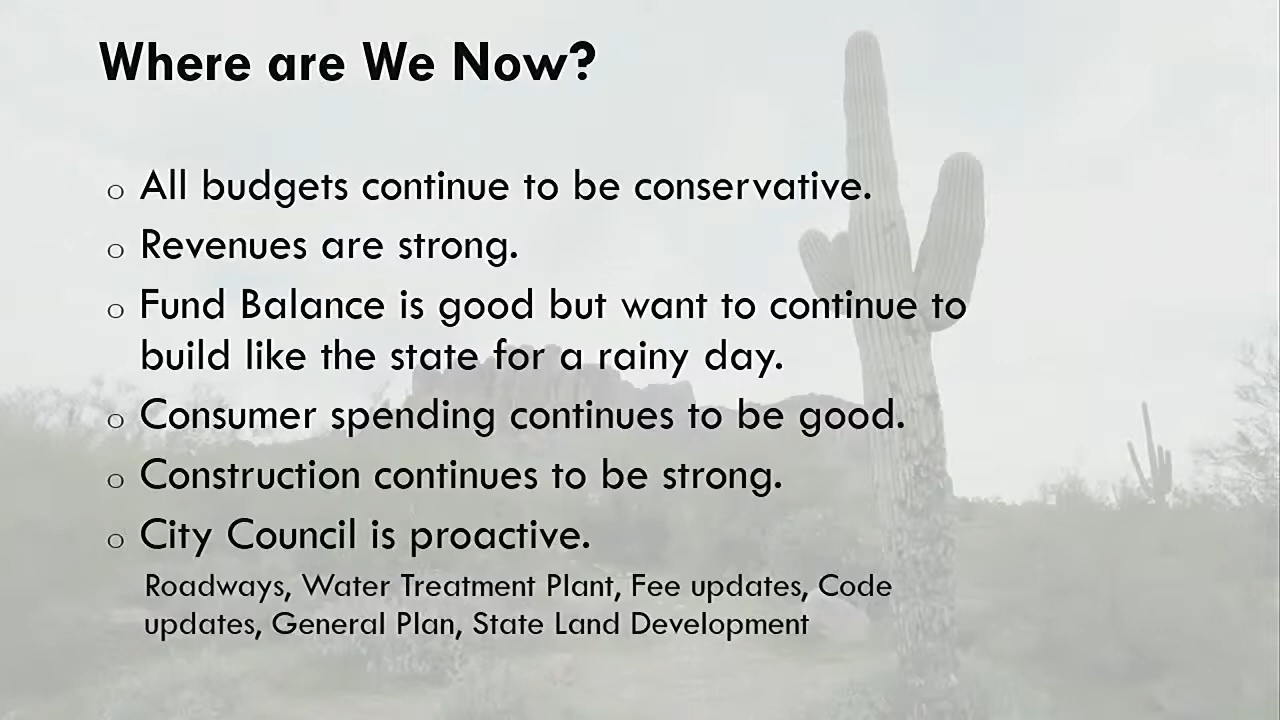 Where are We Now?
o All budgets continue to be conservative.
o Revenues are strong.
o Fund Balance is good but want to continue to
build like the state for a rainy day.
o Consumer spending continues to be good.
o Construction continues to be strong.
o City Council is proactive.
Roadways, Water Treatment Plant, Fee updates, Code
updates, General Plan, State Land Development